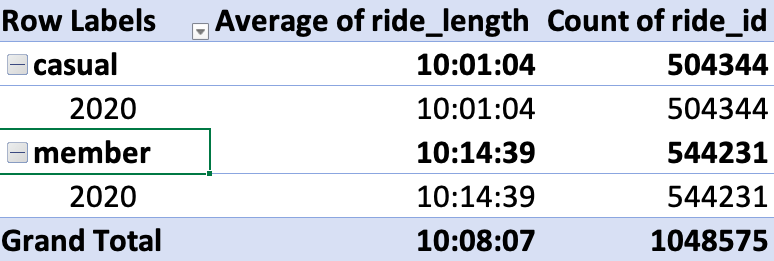 Row Labels Average of ride_length Count of ride_id
casual 10:01:04 504344
2020 10:01:04 504344
member 10:14:39 544231
2020 10:14:39 544231
Grand Total 10:08:07 1048575